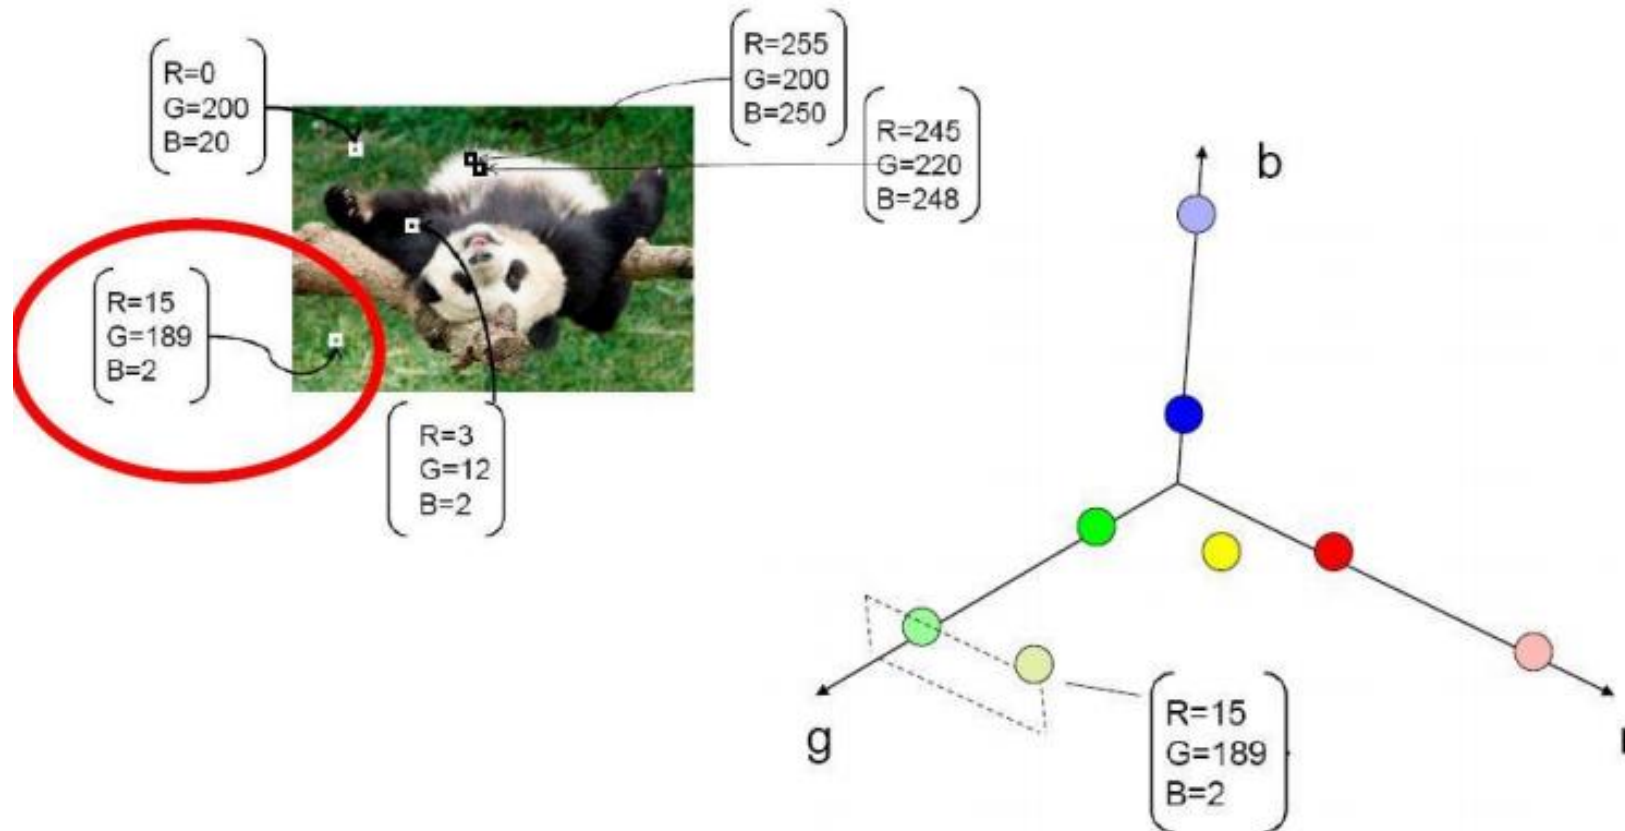 R=0
G=200
B=20
R=255
G=200
B=250
R=245
G=220
B=248
R=15
G=189
B=2
R=3
G=12
B=2
b
g
R=15
G=189
B=2